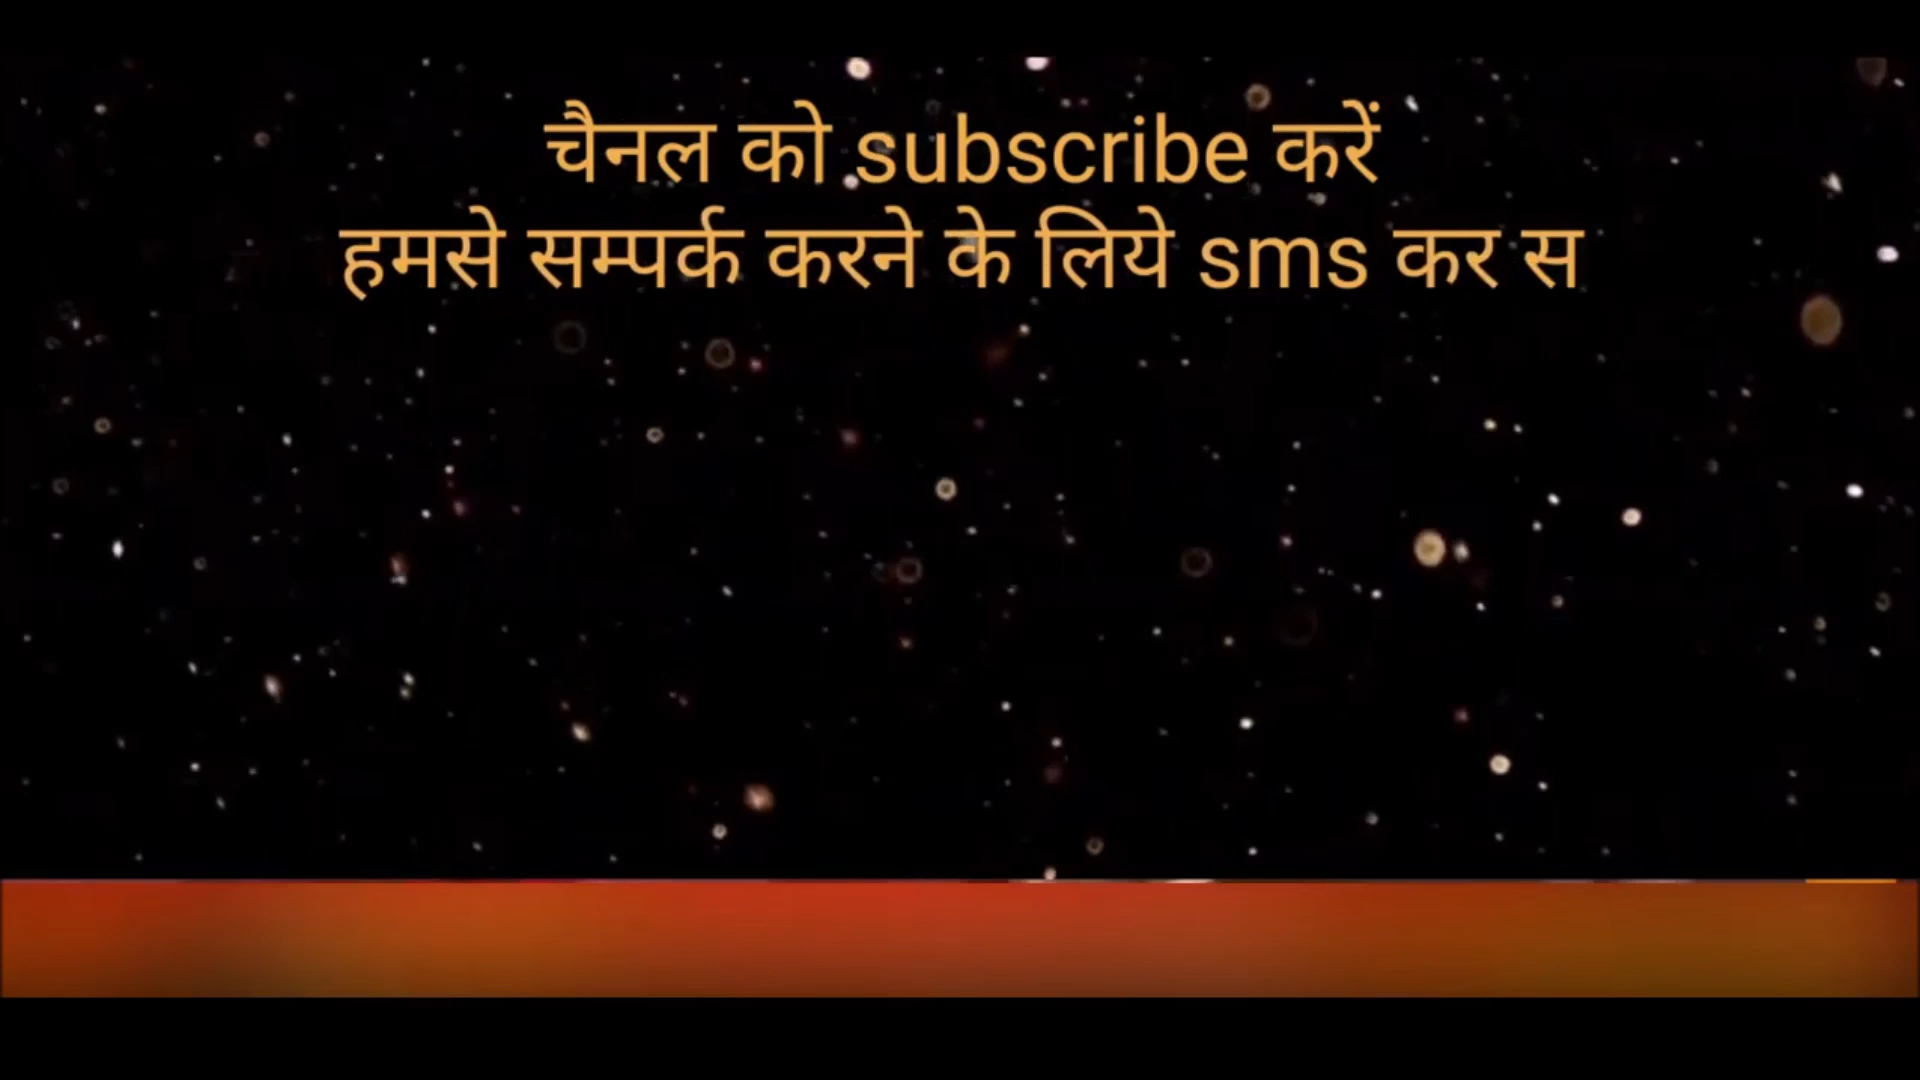 चैनल को subscribe करें
हमसे सम्पर्क करने के लिये sms कर स